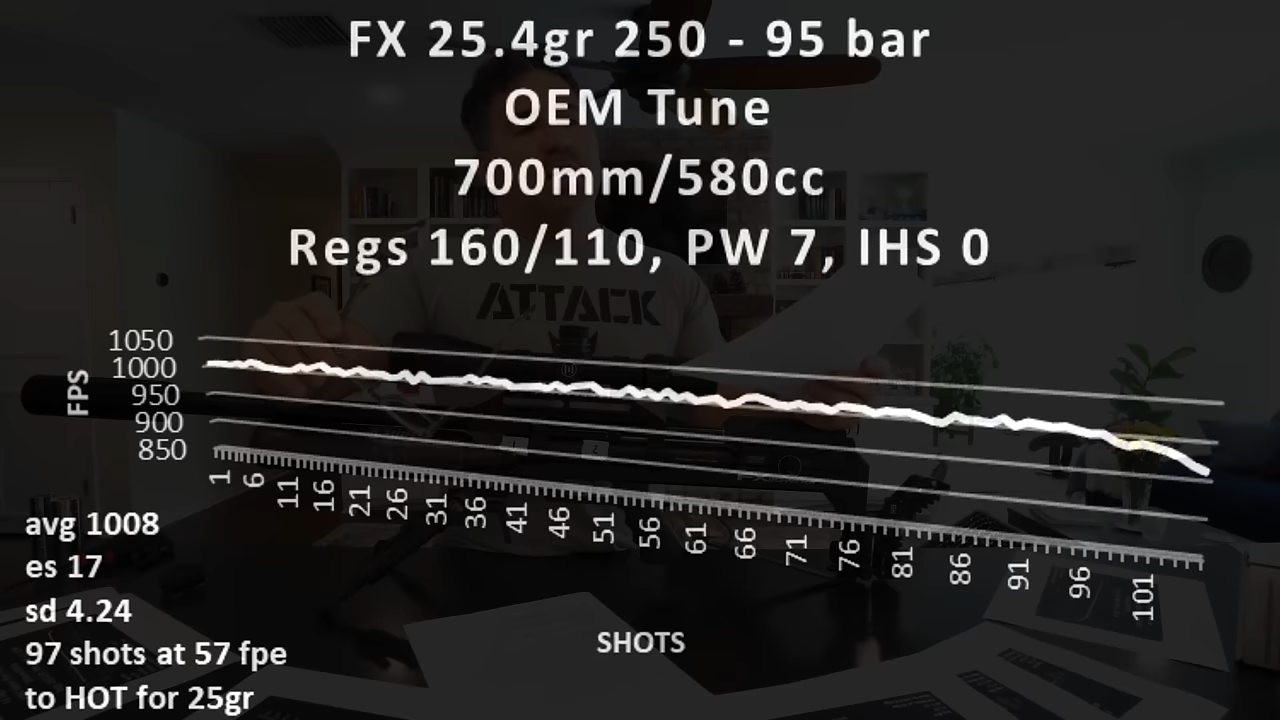 FX 25.4gr 250 - 95 bar
OEM Tune
700mm/580cc
Regs 160/110, PW 7, IHS 0
ATTACK
FPS
1050
1000
950
900
850
1 6 11 16 21 26 31 36 41 46 51 56 61 66 71 76 81 86 91 96 101
SHOTS
avg 1008
es 17
sd 4.24
97 shots at 57 fpe
to HOT for 25gr